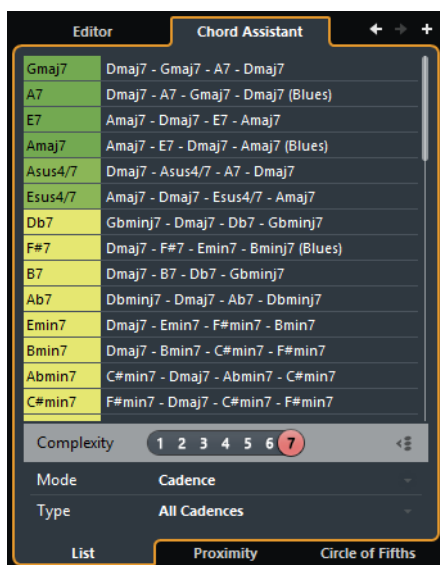 Editor Chord Assistant
Gmaj7 Dmaj7 - Gmaj7 - A7 - Dmaj7
A7 Dmaj7 - A7 - Gmaj7 - Dmaj7 (Blues)
E7 Amaj7 - Dmaj7 - E7 - Amaj7
Amaj7 Amaj7 - E7 - Dmaj7 - Amaj7 (Blues)
Asus4/7 Dmaj7 - Asus4/7 - A7 - Dmaj7
Esus4/7 Amaj7 - Dmaj7 - Esus4/7 - Amaj7
Db7 Gbminj7 - Dmaj7 - Db7 - Gbminj7
F#7 Dmaj7 - F#7 - Emin7 - Bminj7 (Blues)
B7 Dmaj7 - B7 - Db7 - Gbminj7
Ab7 Dbminj7 - Dmaj7 - Ab7 - Dbminj7
Emin7 Dmaj7 - Emin7 - F#min7 - Bmin7
Bmin7 Dmaj7 - Bmin7 - C#min7 - F#min7
Abmin7 C#min7 - Dmaj7 - Abmin7 - C#min7
C#min7 F#min7 - Dmaj7 - C#min7 - F#min7
Complexity 1 2 3 4 5 6 7
Mode Cadence
Type All Cadences
List Proximity Circle of Fifths